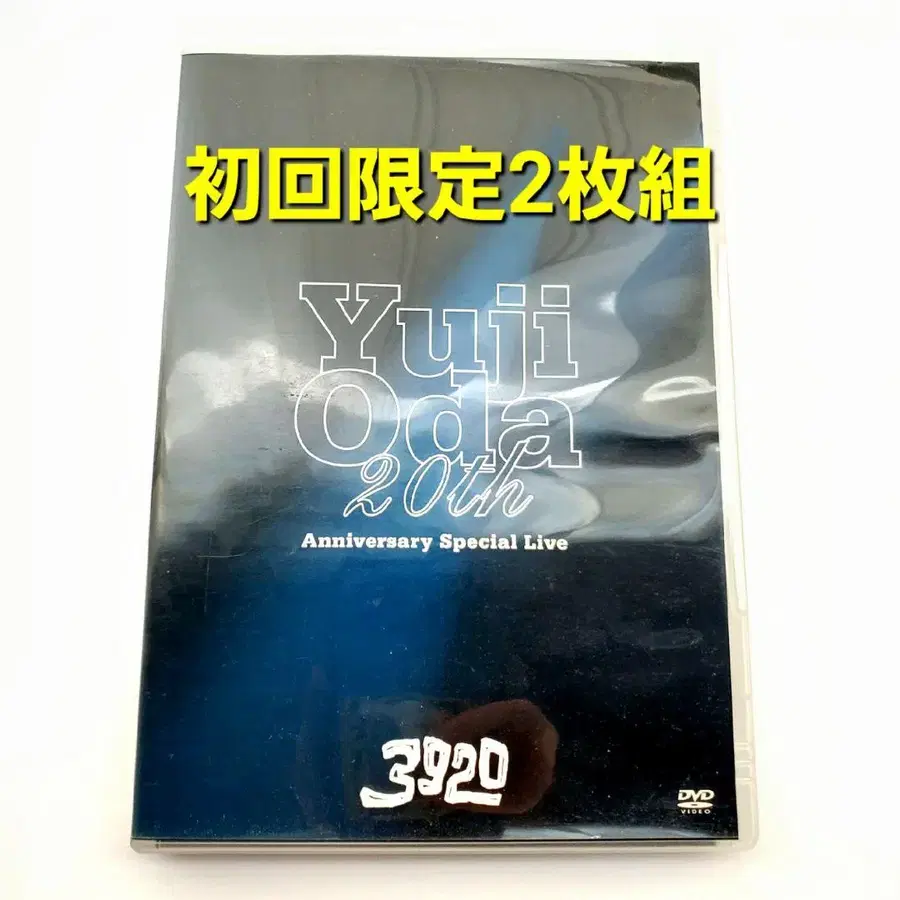 初回限定2枚組
Yuji
Oda
20th
Anniversary Special Live
3920
DVD
VIDEO